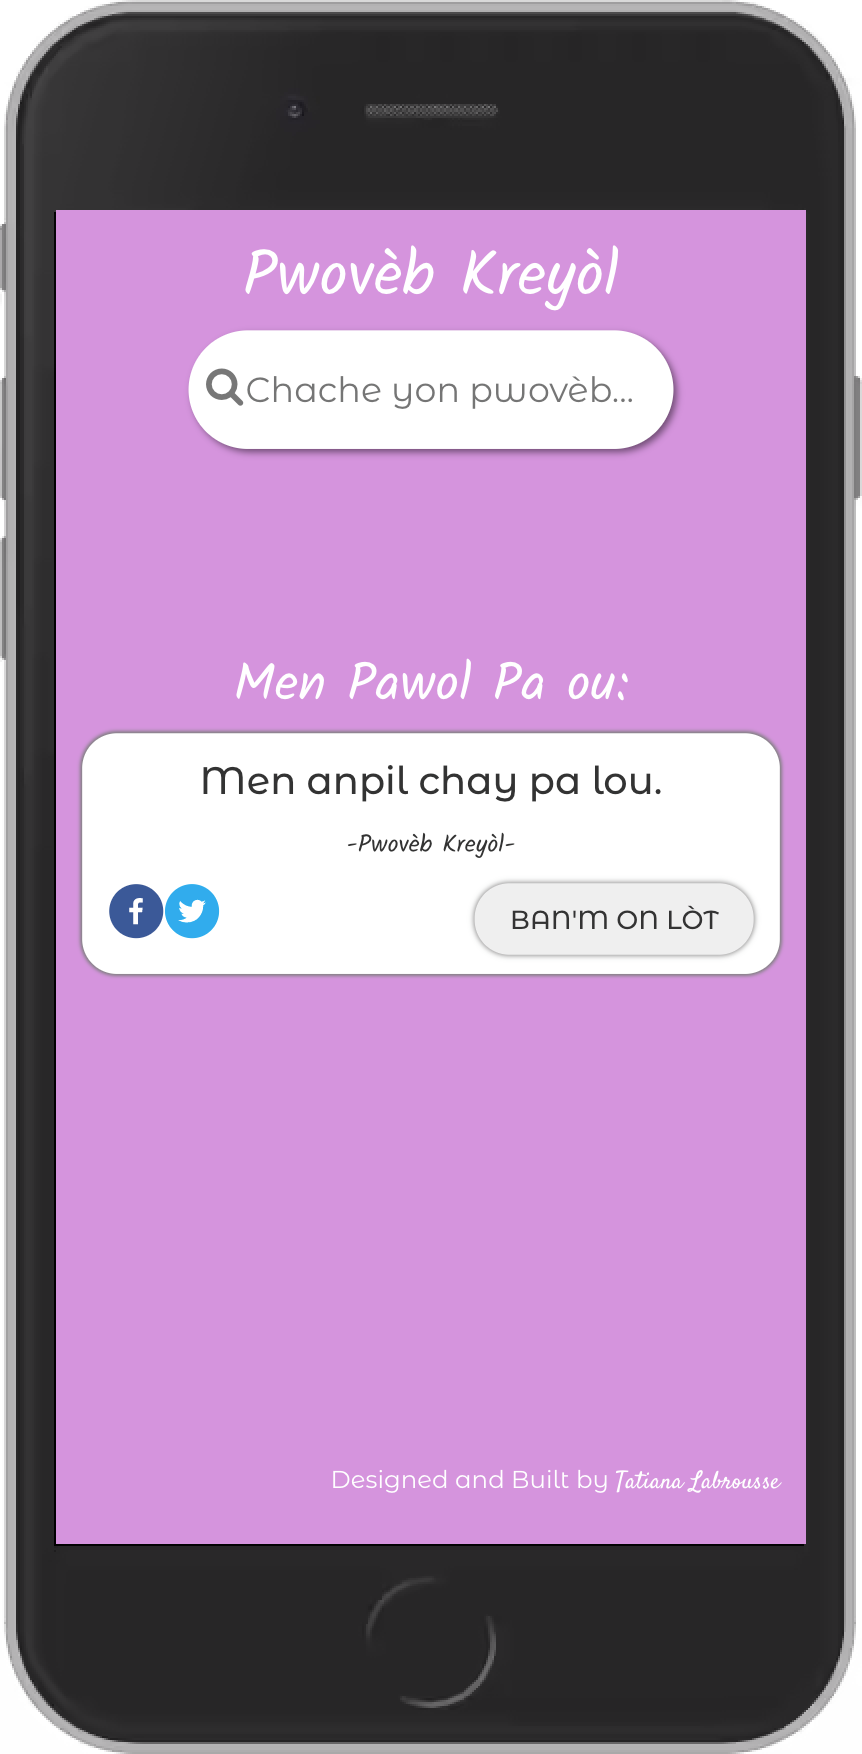 Pwovèb Kreyòl
Chache yon pwovèb...
Men Pawol Pa ou:
Men anpil chay pa lou.
-Pwovèb Kreyòl-
BAN'M ON LÒT
Designed and Built by Tatiana Labrousse